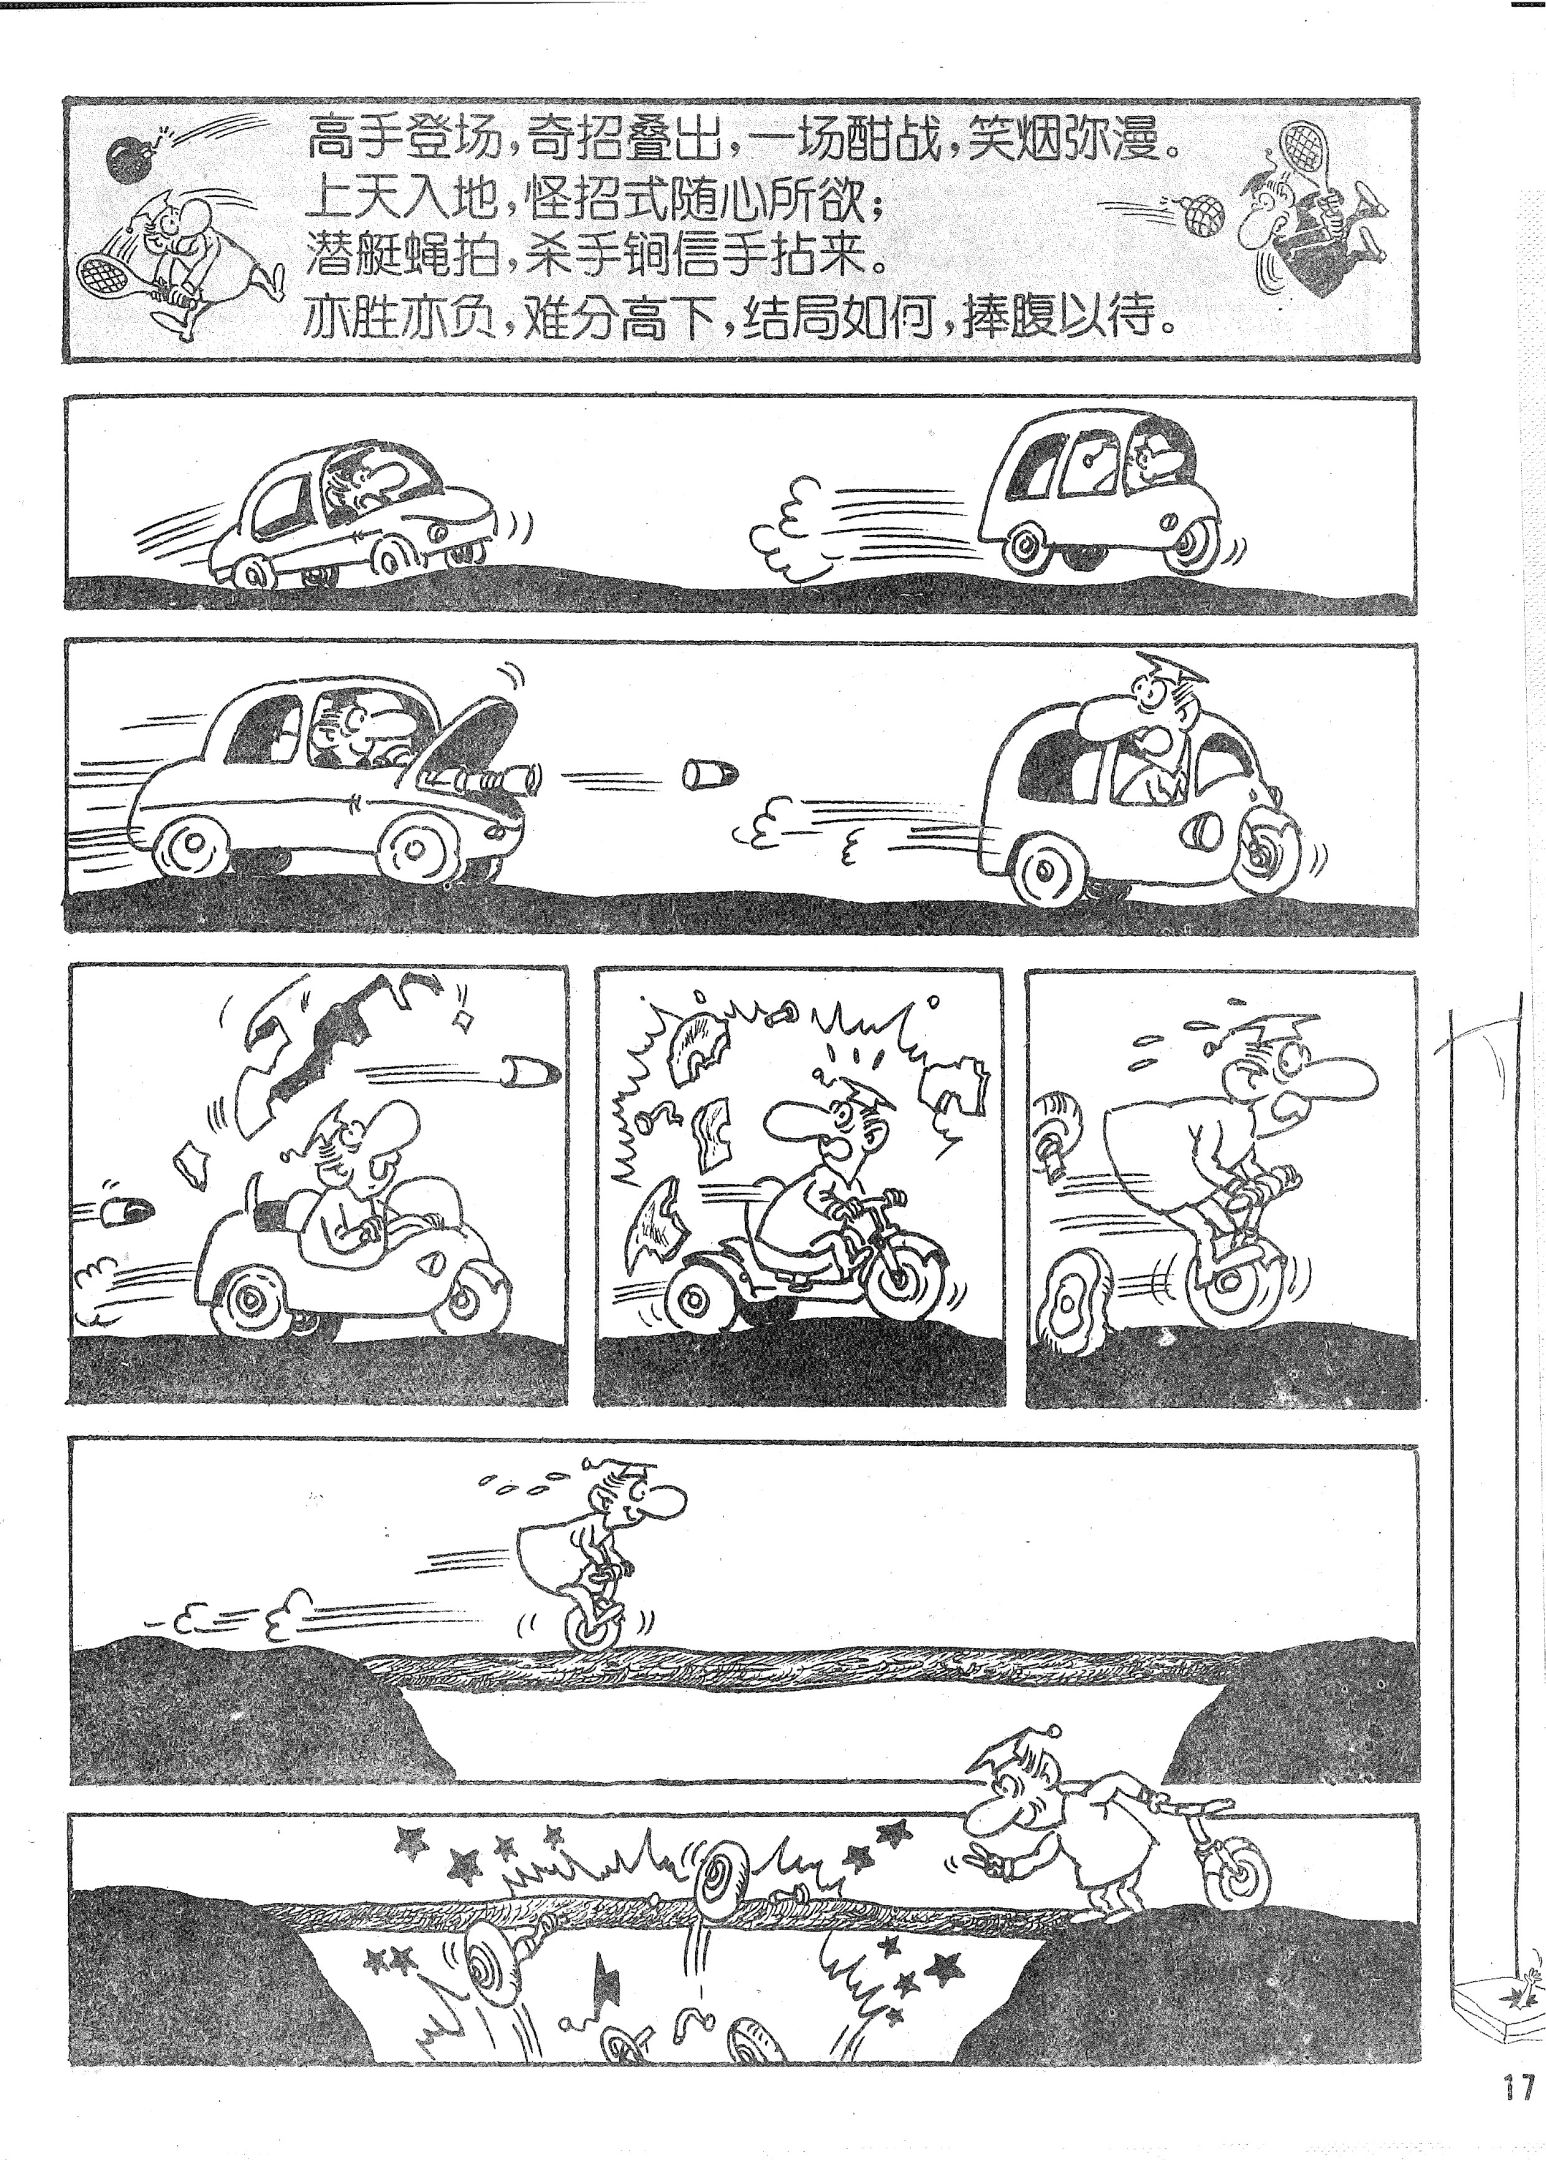 高手登场,奇招叠出,一场酣战,笑烟弥漫。
上天入地,怪招式随心所欲;
潜艇蝇拍,杀手锏信手拈来。
亦胜亦负,难分高下,结局如何,捧腹以待。
17